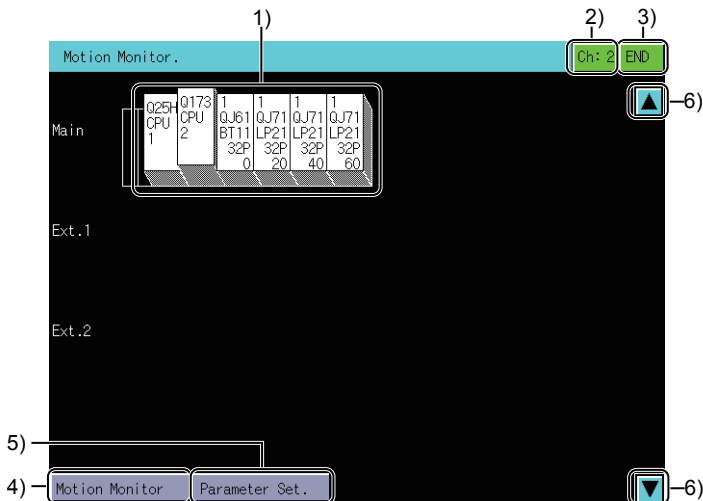 1)
2)
3)
Motion Monitor.
Ch: 2
END
6)
Main
Q25H
CPU
1
Q173
CPU
2
1
QJ61
BT11
32P
0
1
QJ71
LP21
32P
20
1
QJ71
LP21
32P
40
1
QJ71
LP21
32P
60
Ext.1
Ext.2
5)
4)
Motion Monitor
Parameter Set.
6)